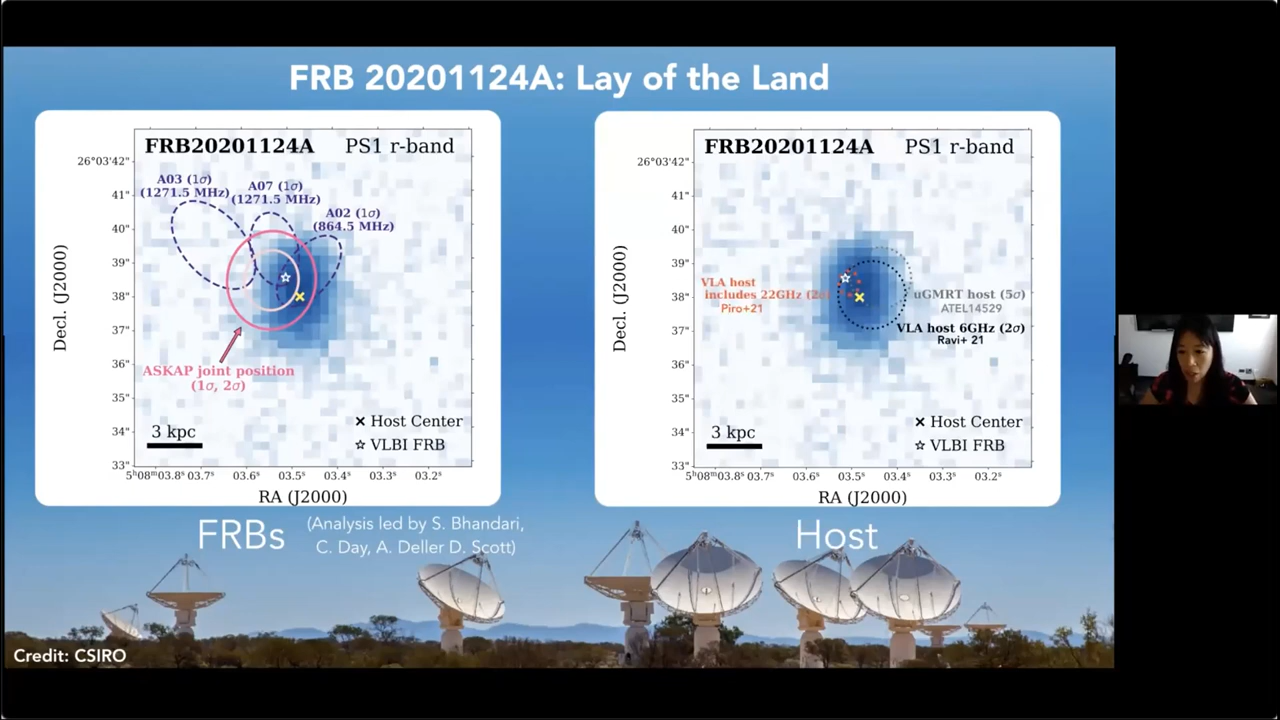 FRB 20201124A: Lay of the Land
FRB20201124A PS1 r-band
26°03'42"
41"
40"
39"
38"
37"
36"
35"
34"
33"
Decl. (J2000)
A03 (1σ)
(1271.5 MHz)
A07 (1σ)
(1271.5 MHz)
A02 (1σ)
(864.5 MHz)
ASKAP joint position
(1σ, 2σ)
× Host Center
☆ VLBI FRB
3 kpc
5ʰ08ᵐ03.8ˢ 03.7ˢ 03.6ˢ 03.5ˢ 03.4ˢ 03.3ˢ 03.2ˢ
RA (J2000)
FRB20201124A PS1 r-band
26°03'42"
41"
40"
39"
38"
37"
36"
35"
34"
33"
Decl. (J2000)
VLA host
includes 22GHz (2σ)
Piro+21
uGMRT host (5σ)
ATEL14529
VLA host 6GHz (2σ)
Ravi+ 21
× Host Center
☆ VLBI FRB
3 kpc
5ʰ08ᵐ03.8ˢ 03.7ˢ 03.6ˢ 03.5ˢ 03.4ˢ 03.3ˢ 03.2ˢ
RA (J2000)
FRBs
(Analysis led by S. Bhandari,
C. Day, A. Deller D. Scott)
Host
Credit: CSIRO